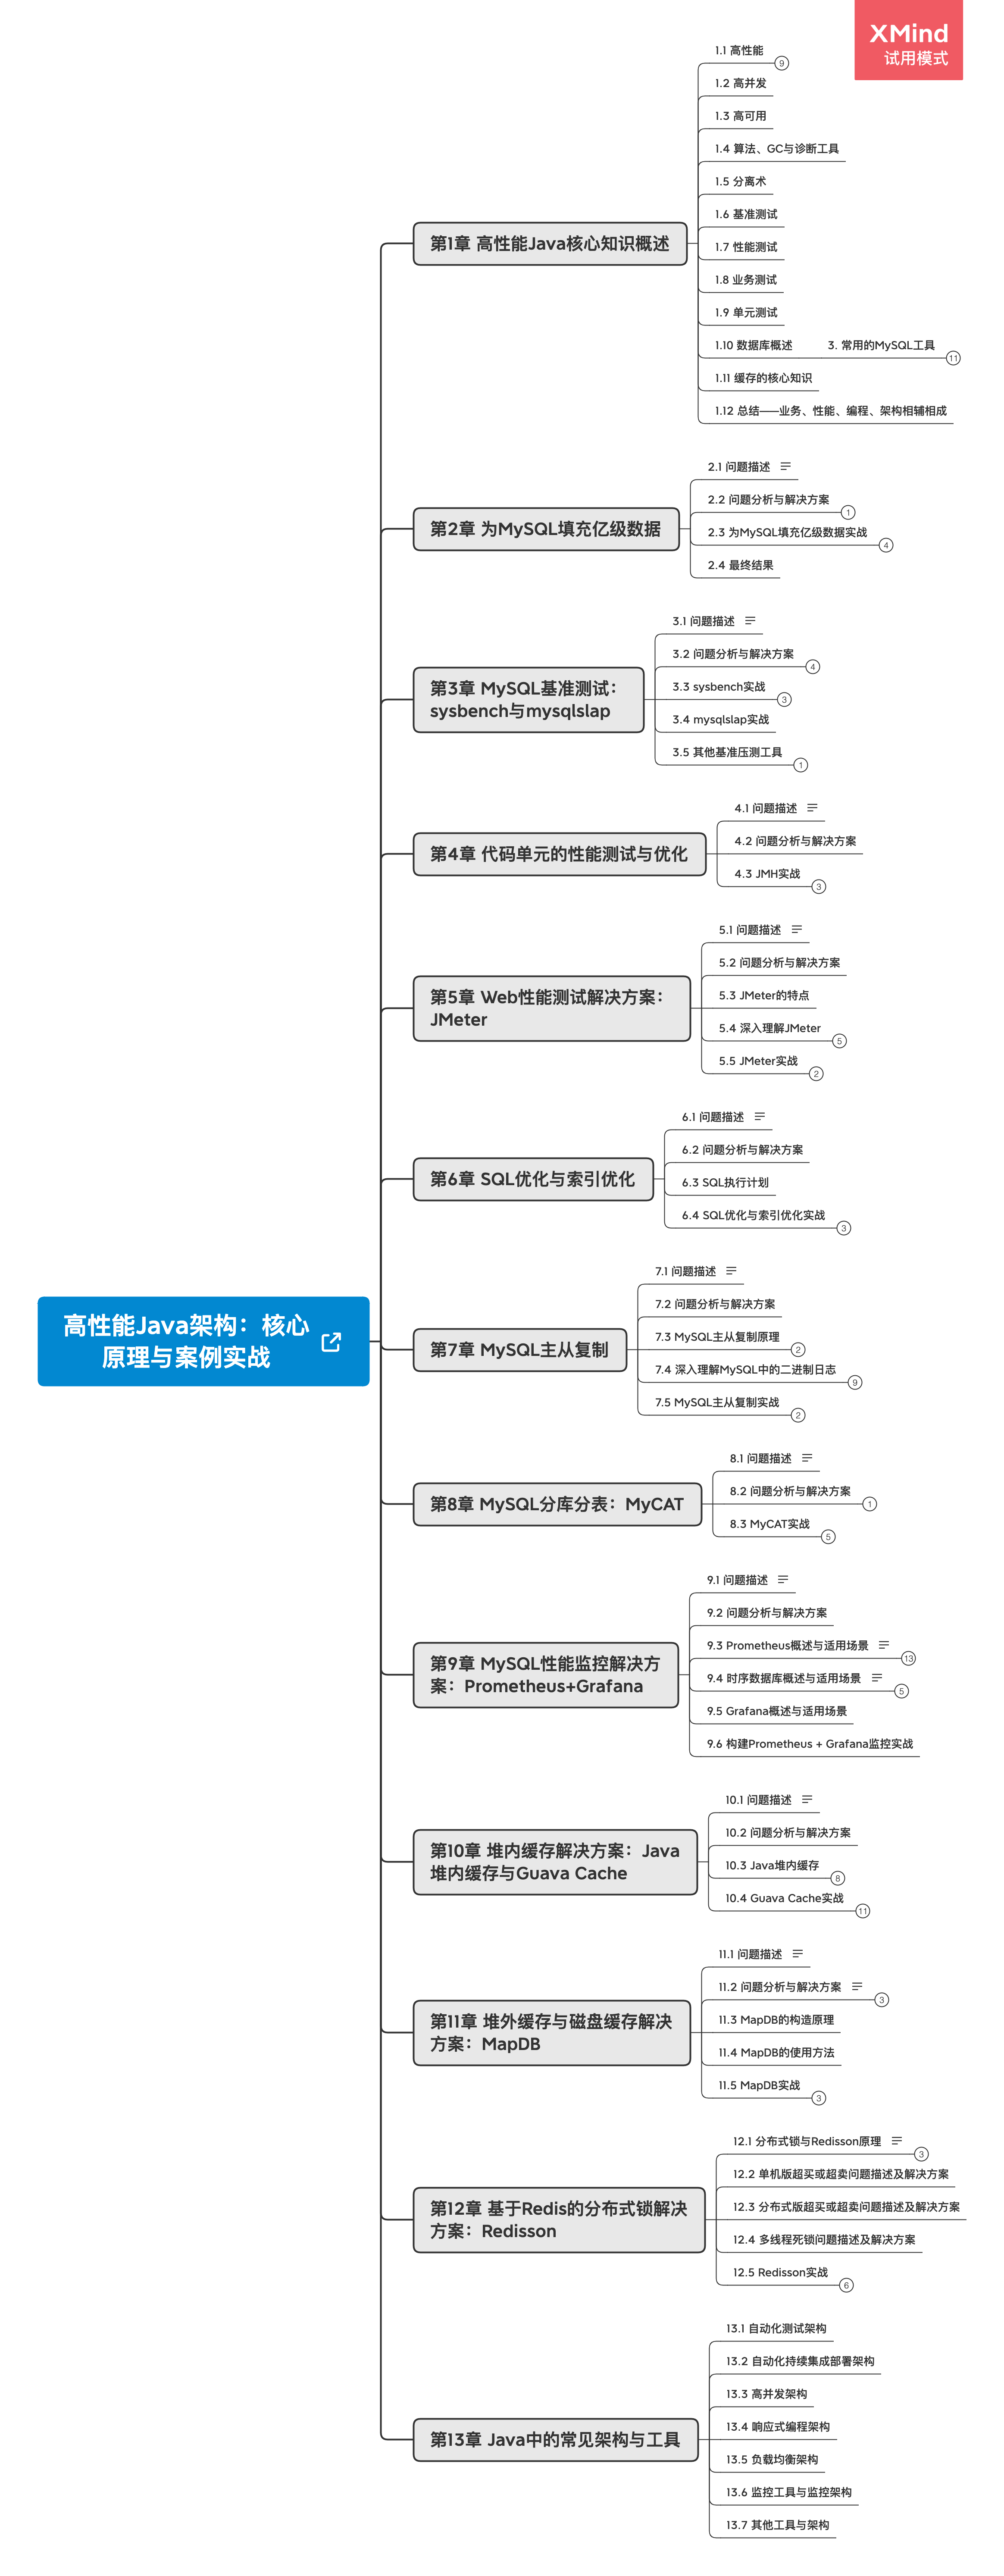 XMind
试用模式
高性能Java架构：核心
原理与案例实战
第1章 高性能Java核心知识概述
1.1 高性能
9
1.2 高并发
1.3 高可用
1.4 算法、GC与诊断工具
1.5 分离术
1.6 基准测试
1.7 性能测试
1.8 业务测试
1.9 单元测试
1.10 数据库概述
3. 常用的MySQL工具
11
1.11 缓存的核心知识
1.12 总结——业务、性能、编程、架构相辅相成
第2章 为MySQL填充亿级数据
2.1 问题描述
2.2 问题分析与解决方案
1
2.3 为MySQL填充亿级数据实战
4
2.4 最终结果
第3章 MySQL基准测试：
sysbench与mysqlslap
3.1 问题描述
3.2 问题分析与解决方案
4
3.3 sysbench实战
3
3.4 mysqlslap实战
3.5 其他基准压测工具
1
第4章 代码单元的性能测试与优化
4.1 问题描述
4.2 问题分析与解决方案
4.3 JMH实战
3
第5章 Web性能测试解决方案：
JMeter
5.1 问题描述
5.2 问题分析与解决方案
5.3 JMeter的特点
5.4 深入理解JMeter
5
5.5 JMeter实战
2
第6章 SQL优化与索引优化
6.1 问题描述
6.2 问题分析与解决方案
6.3 SQL执行计划
6.4 SQL优化与索引优化实战
3
第7章 MySQL主从复制
7.1 问题描述
7.2 问题分析与解决方案
7.3 MySQL主从复制原理
2
7.4 深入理解MySQL中的二进制日志
9
7.5 MySQL主从复制实战
2
第8章 MySQL分库分表：MyCAT
8.1 问题描述
8.2 问题分析与解决方案
1
8.3 MyCAT实战
5
第9章 MySQL性能监控解决方
案：Prometheus+Grafana
9.1 问题描述
9.2 问题分析与解决方案
9.3 Prometheus概述与适用场景
13
9.4 时序数据库概述与适用场景
5
9.5 Grafana概述与适用场景
9.6 构建Prometheus + Grafana监控实战
第10章 堆内缓存解决方案：Java
堆内缓存与Guava Cache
10.1 问题描述
10.2 问题分析与解决方案
10.3 Java堆内缓存
8
10.4 Guava Cache实战
11
第11章 堆外缓存与磁盘缓存解决
方案：MapDB
11.1 问题描述
11.2 问题分析与解决方案
3
11.3 MapDB的构造原理
11.4 MapDB的使用方法
11.5 MapDB实战
3
第12章 基于Redis的分布式锁解决
方案：Redisson
12.1 分布式锁与Redisson原理
3
12.2 单机版超买或超卖问题描述及解决方案
12.3 分布式版超买或超卖问题描述及解决方案
12.4 多线程死锁问题描述及解决方案
12.5 Redisson实战
6
第13章 Java中的常见架构与工具
13.1 自动化测试架构
13.2 自动化持续集成部署架构
13.3 高并发架构
13.4 响应式编程架构
13.5 负载均衡架构
13.6 监控工具与监控架构
13.7 其他工具与架构